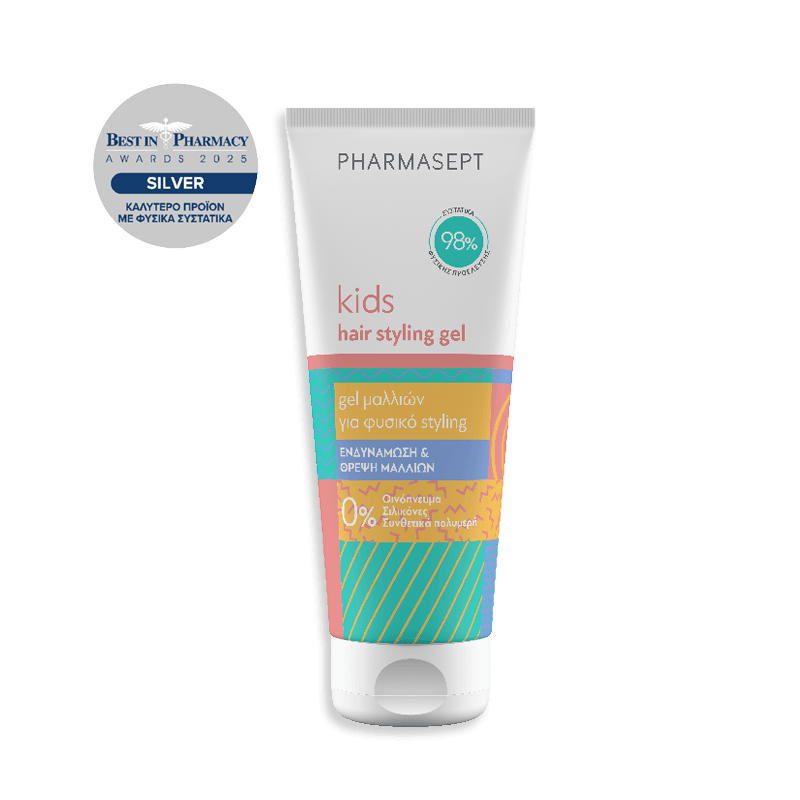 BEST IN PHARMACY
AWARDS 2025
SILVER
ΚΑΛΥΤΕΡΟ ΠΡΟΪΟΝ
ΜΕ ΦΥΣΙΚΑ ΣΥΣΤΑΤΙΚΑ
PHARMASEPT
ΣΥΣΤΑΤΙΚΑ
98%
ΦΥΣΙΚΗΣ ΠΡΟΕΛΕΥΣΗΣ
kids
hair styling gel
gel μαλλιών
για φυσικό styling
ΕΝΔΥΝΑΜΩΣΗ &
ΘΡΕΨΗ ΜΑΛΛΙΩΝ
0%
Οινόπνευμα
Σιλικόνες
Συνθετικά πολυμερή